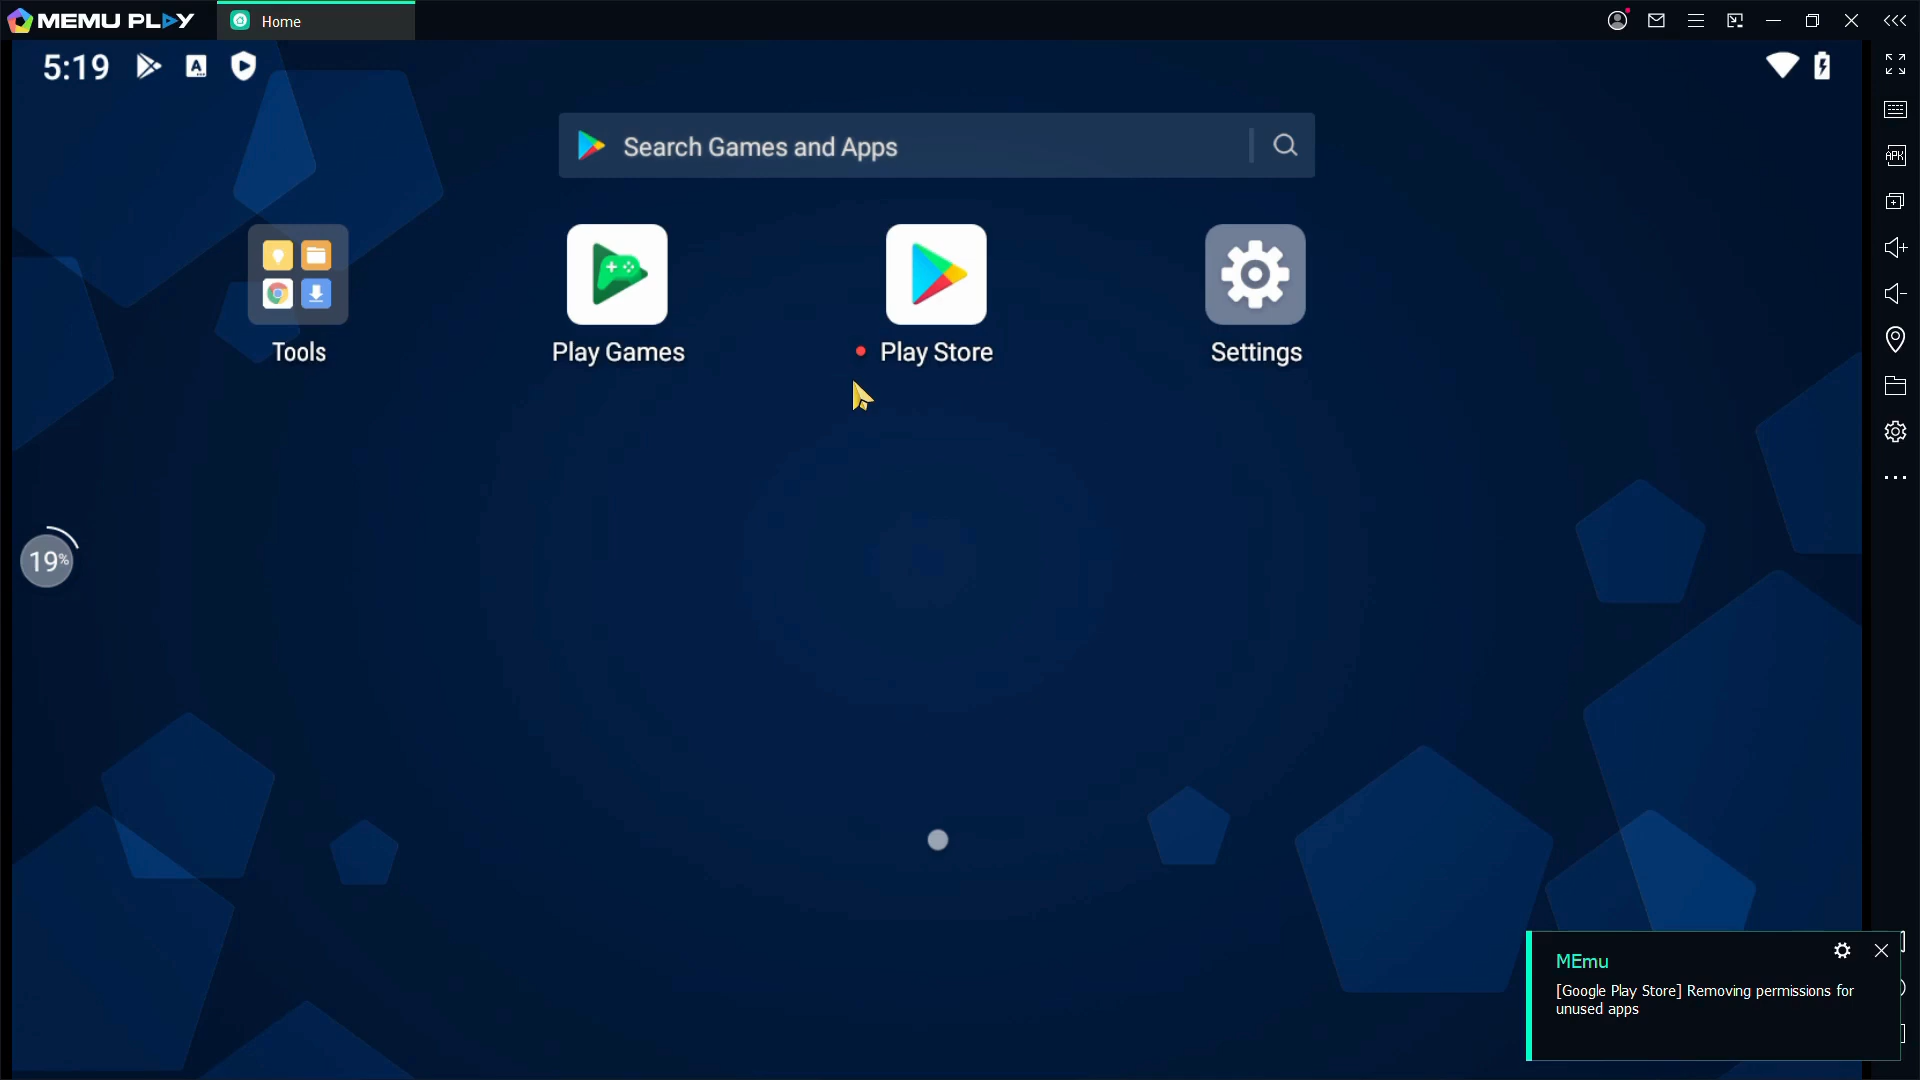 MEMU PLAY
Home
5:19
A
Search Games and Apps
APK
Tools
Play Games
Play Store
Settings
19%
MEmu
[Google Play Store] Removing permissions for
unused apps